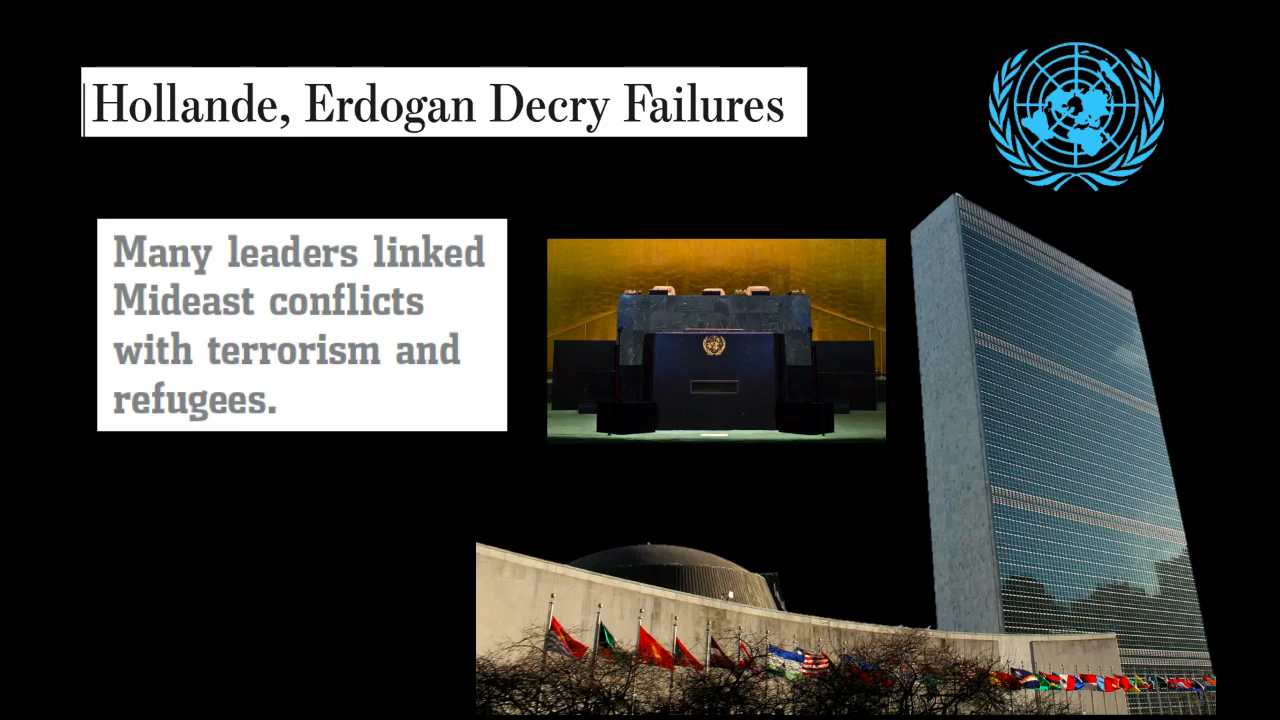 Hollande, Erdogan Decry Failures
Many leaders linked
Mideast conflicts
with terrorism and
refugees.